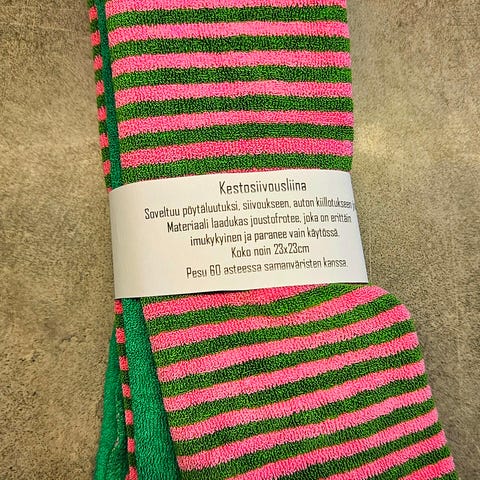 Kestosiivousliina
Soveltuu pöytäluutuksi, siivoukseen, auton kiillotukseen
Materiaali laadukas joustofrotee, joka on erittäin
imukykyinen ja paranee vain käytössä.
Koko noin 23x23cm
Pesu 60 asteessa samanväristen kanssa.